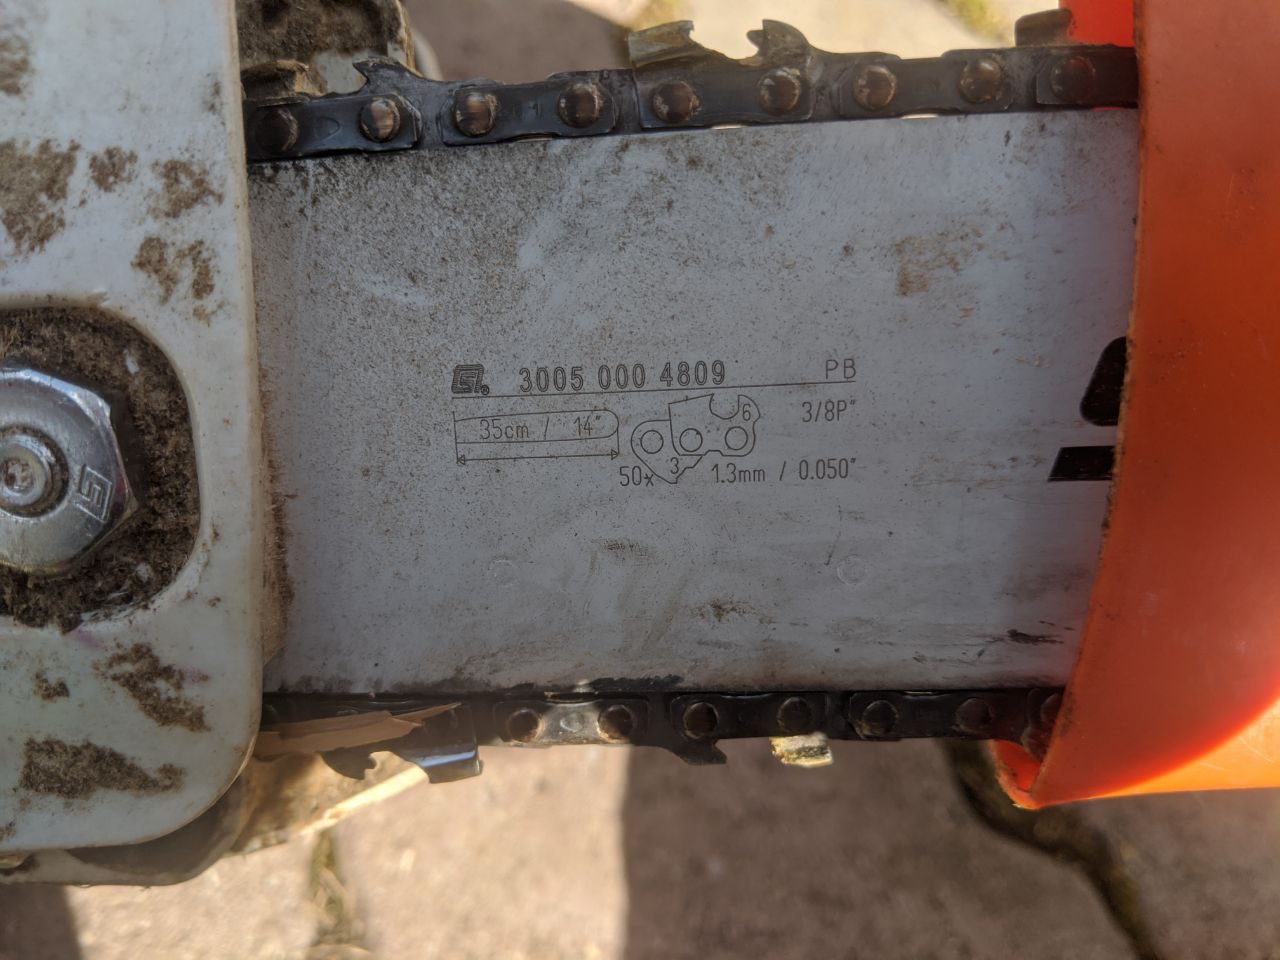 3005 000 4809 PB
35cm / 14" 6 3/8P"
50x 3 1.3mm / 0.050"